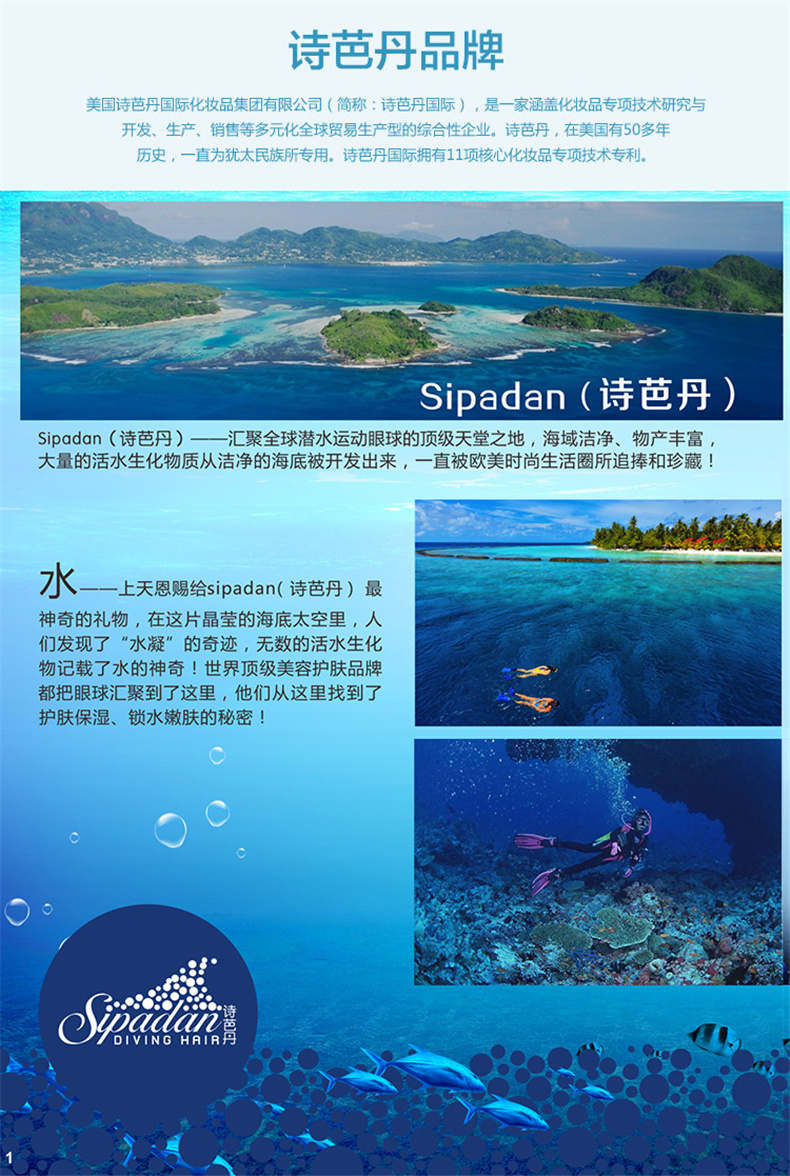 诗芭丹品牌
美国诗芭丹国际化妆品集团有限公司（简称：诗芭丹国际），是一家涵盖化妆品专项技术研究与
开发、生产、销售等多元化全球贸易生产型的综合性企业。诗芭丹，在美国有50多年
历史，一直为犹太民族所专用。诗芭丹国际拥有11项核心化妆品专项技术专利。
Sipadan（诗芭丹）
Sipadan（诗芭丹）——汇聚全球潜水运动眼球的顶级天堂之地，海域洁净、物产丰富，
大量的活水生化物质从洁净的海底被开发出来，一直被欧美时尚生活圈所追捧和珍藏！
水——上天恩赐给sipadan（诗芭丹） 最
神奇的礼物，在这片晶莹的海底太空里，人
们发现了“水凝”的奇迹，无数的活水生化
物记载了水的神奇！世界顶级美容护肤品牌
都把眼球汇聚到了这里，他们从这里找到了
护肤保湿、锁水嫩肤的秘密！
Sipadan 诗芭丹
DIVING HAIR
1